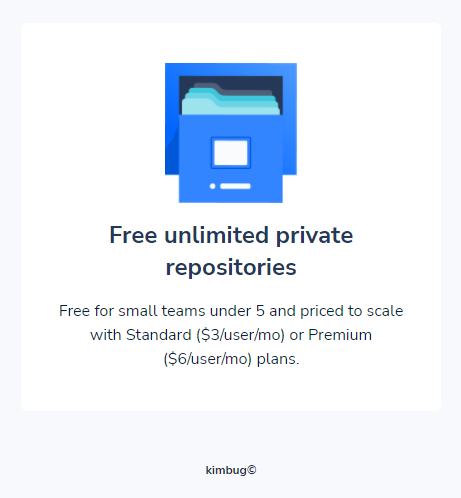 Free unlimited private
repositories
Free for small teams under 5 and priced to scale
with Standard ($3/user/mo) or Premium
($6/user/mo) plans.
kimbug©